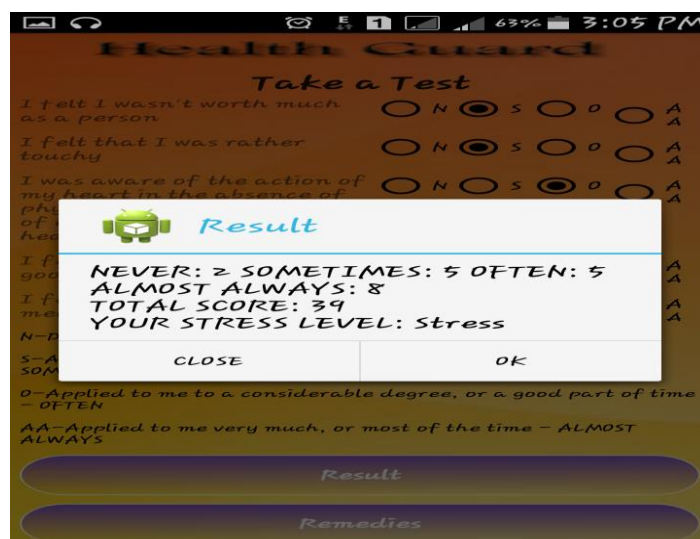 63% 3:05 PM
Health Guard
Take a Test
I felt I wasn't worth much N S O A
as a person A
I felt that I was rather N S O A
touchy A
I was aware of the action of N S O A
my heart in the absence of A
Result
NEVER: 2 SOMETIMES: 5 OFTEN: 5
ALMOST ALWAYS: 8
TOTAL SCORE: 39
YOUR STRESS LEVEL: Stress
CLOSE OK
O-Applied to me to a considerable degree, or a good part of time
- OFTEN
AA-Applied to me very much, or most of the time - ALMOST
ALWAYS
Result
Remedies